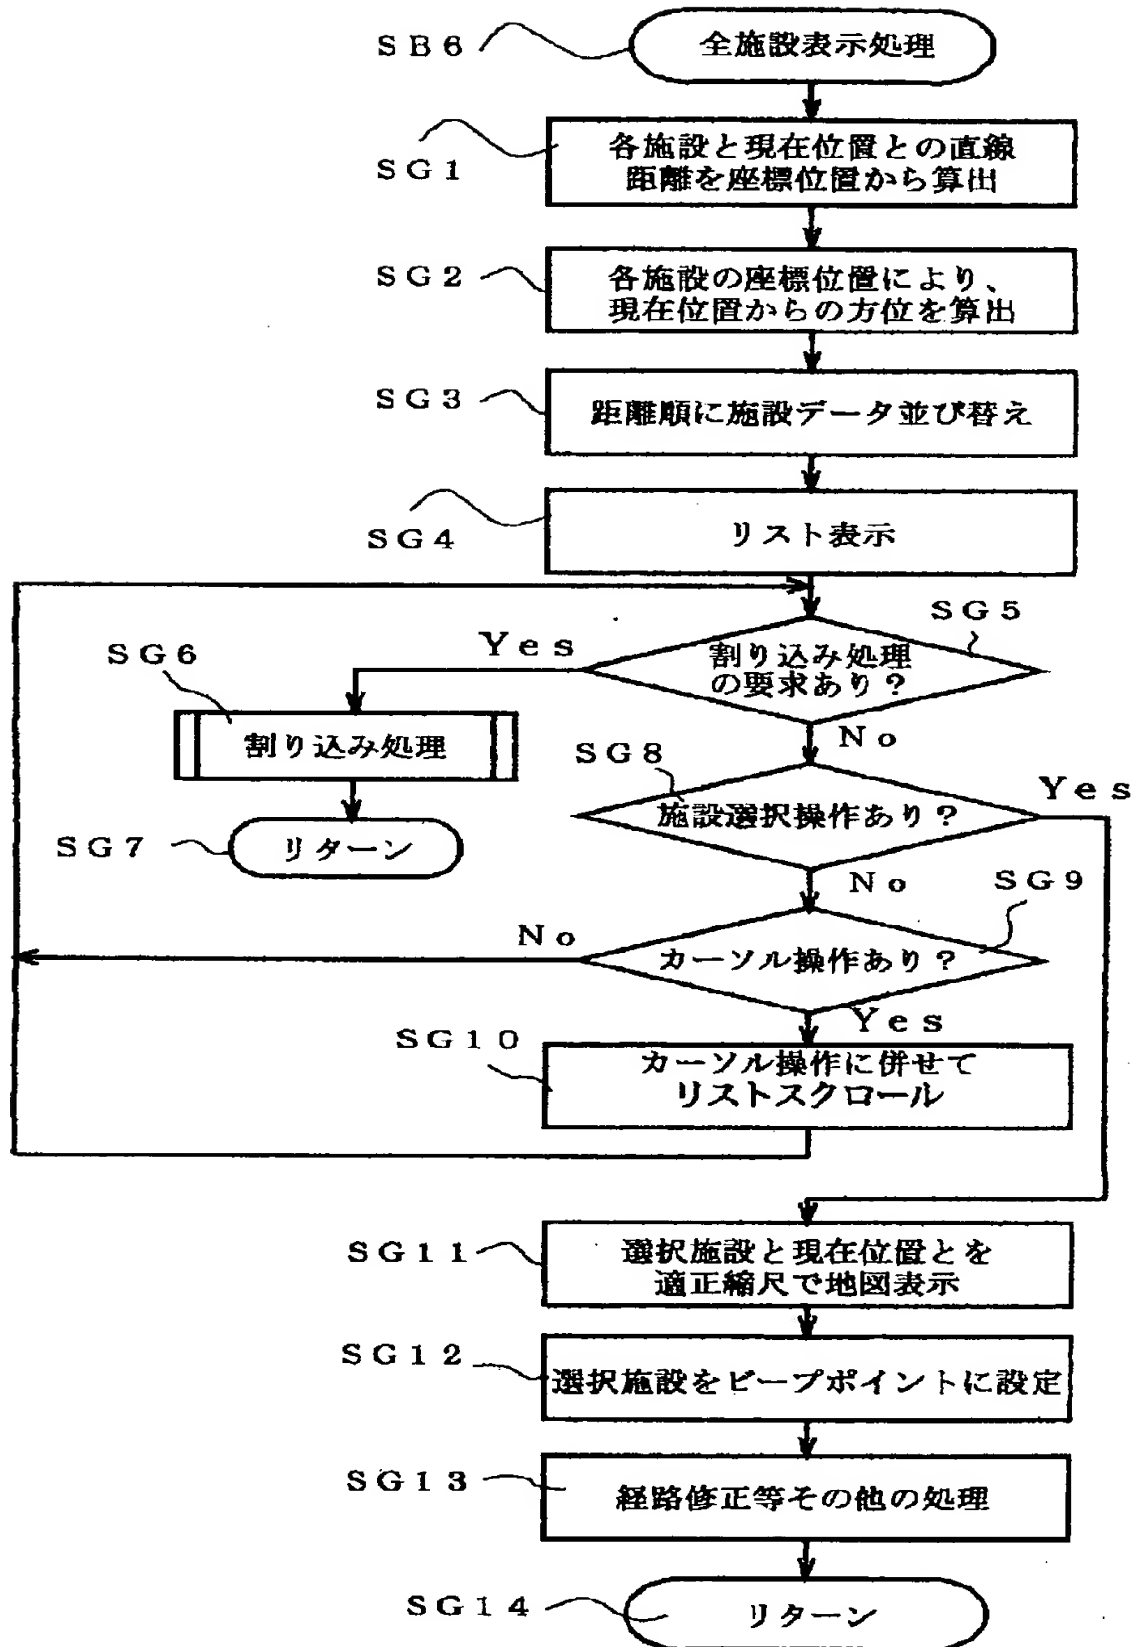 SB6
全施設表示処理
SG1
各施設と現在位置との直線
距離を座標位置から算出
SG2
各施設の座標位置により、
現在位置からの方位を算出
SG3
距離順に施設データ並び替え
SG4
リスト表示
SG5
割り込み処理
の要求あり?
Yes
No
SG6
割り込み処理
SG7
リターン
SG8
施設選択操作あり?
Yes
No
SG9
カーソル操作あり?
No
Yes
SG10
カーソル操作に併せて
リストスクロール
SG11
選択施設と現在位置とを
適正縮尺で地図表示
SG12
選択施設をビープポイントに設定
SG13
経路修正等その他の処理
SG14
リターン